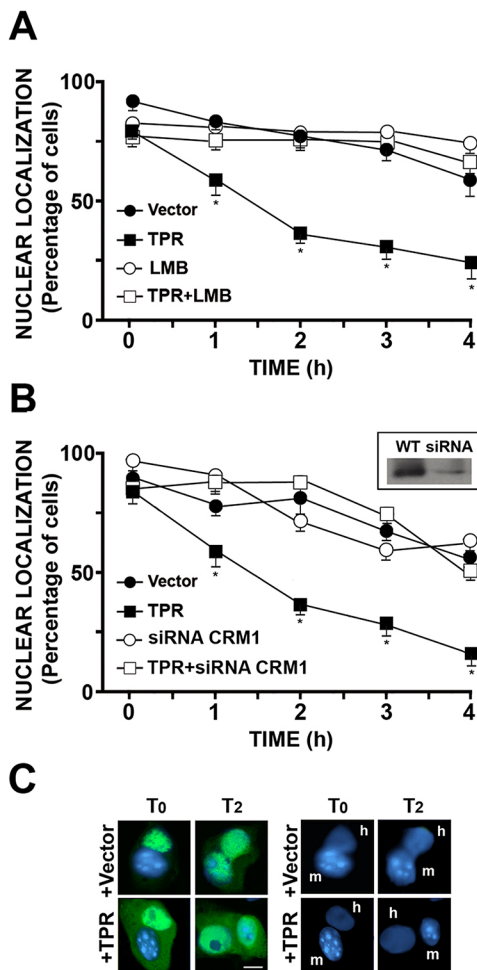 A
NUCLEAR LOCALIZATION
(Percentage of cells)
100
50
0
Vector
TPR
LMB
TPR+LMB
*
*
*
*
0 1 2 3 4
TIME (h)
B
NUCLEAR LOCALIZATION
(Percentage of cells)
100
50
0
WT siRNA
Vector
TPR
siRNA CRM1
TPR+siRNA CRM1
*
*
*
*
0 1 2 3 4
TIME (h)
C
T0 T2 T0 T2
+Vector
+Vector
h
m
h
m
+TPR
+TPR
h
m
h
m